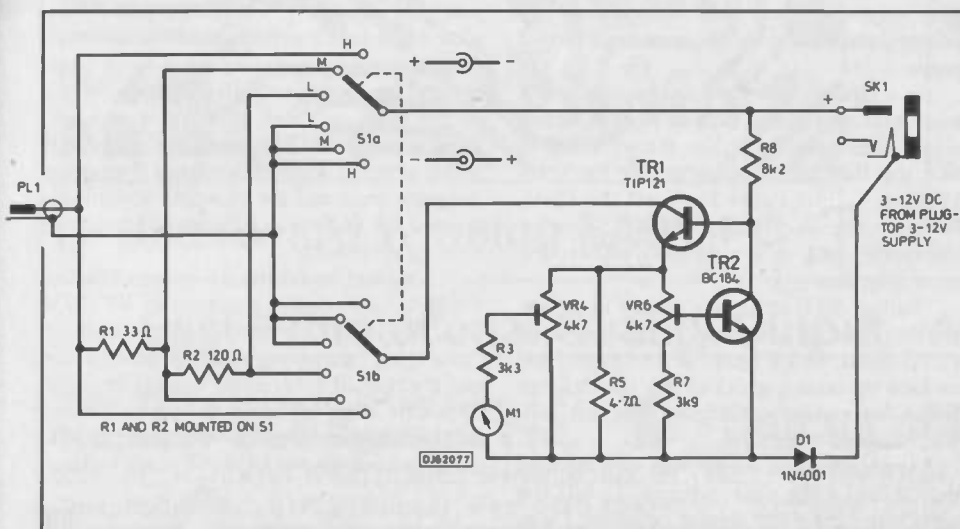 H
M
L
L
M
H
S1a
+ -
- +
PL1
SK1
+
R8
8k2
TR1
TIP121
3-12V DC
FROM PLUG-
TOP 3-12V
SUPPLY
TR2
BC184
VR4
4k7
VR6
4k7
R3
3k3
R1 33Ω
R2 120Ω
S1b
R5
4·7Ω
R7
3k9
M1
R1 AND R2 MOUNTED ON S1
DJ82077
D1
1N4001